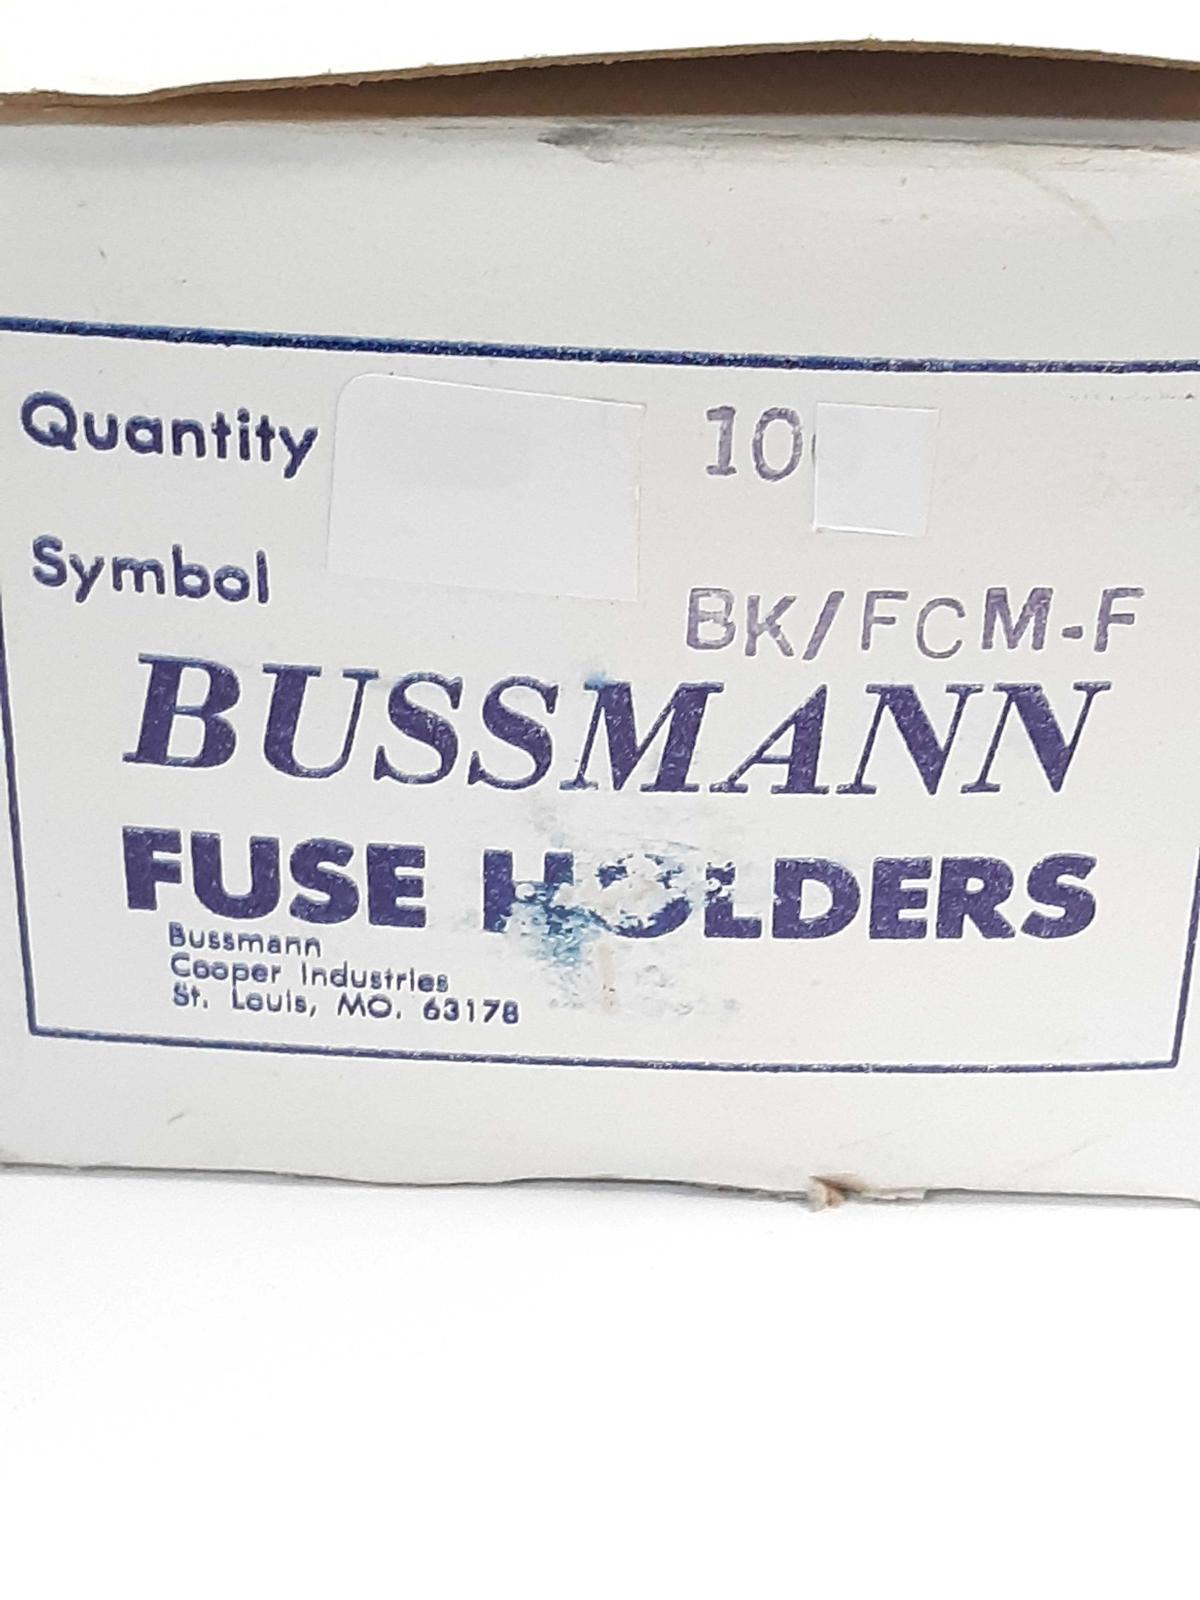 Quantity 10
Symbol BK/FCM-F
BUSSMANN
FUSE HOLDERS
Bussmann
Cooper Industries
St. Louis, MO. 63178